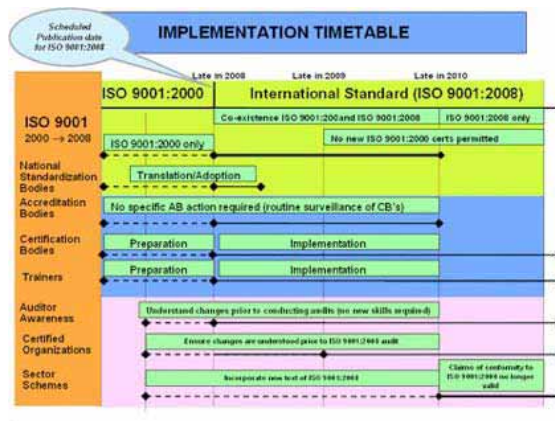 Scheduled
Publication date
for ISO 9001:2008
IMPLEMENTATION TIMETABLE
Late in 2008
Late in 2009
Late in 2010
ISO 9001:2000
International Standard (ISO 9001:2008)
ISO 9001
2000 → 2008
Co-existence ISO 9001:200and ISO 9001:2008
ISO 9001:2008 only
ISO 9001:2000 only
No new ISO 9001:2000 certs permitted
National
Standardization
Bodies
Translation/Adoption
Accreditation
Bodies
No specific AB action required (routine surveillance of CB's)
Certification
Bodies
Preparation
Implementation
Trainers
Preparation
Implementation
Auditor
Awareness
Understand changes prior to conducting audits (no new skills required)
Certified
Organizations
Ensure changes are understood prior to ISO 9001:2008 audit
Sector
Schemes
Incorporate new text of ISO 9001:2008
Claims of conformity
to ISO 9001:2000 no longer
valid